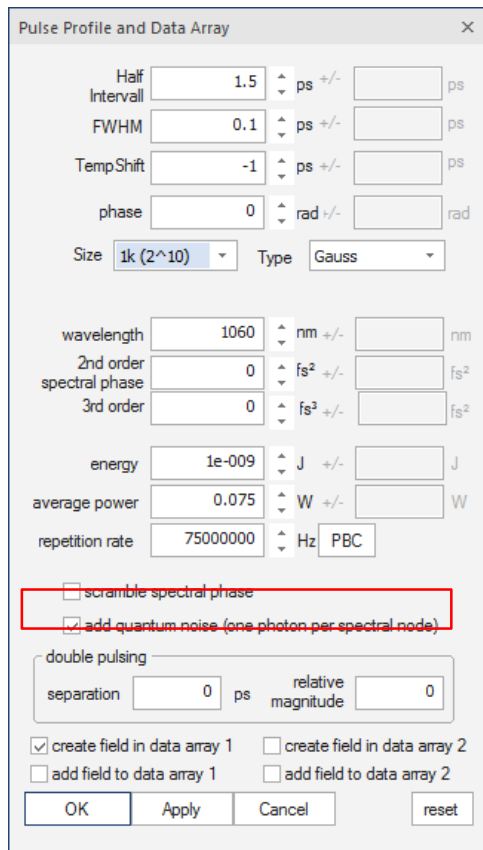 Pulse Profile and Data Array
Half
Intervall 1.5 ps +/- ps
FWHM 0.1 ps +/- ps
TempShift -1 ps +/- ps
phase 0 rad +/- rad
Size 1k (2^10) Type Gauss
wavelength 1060 nm +/- nm
2nd order
spectral phase 0 fs² +/- fs²
3rd order 0 fs³ +/- fs²
energy 1e-009 J +/- J
average power 0.075 W +/- W
repetition rate 75000000 Hz PBC
scramble spectral phase
add quantum noise (one photon per spectral node)
double pulsing
separation 0 ps relative
magnitude 0
create field in data array 1 create field in data array 2
add field to data array 1 add field to data array 2
OK Apply Cancel reset